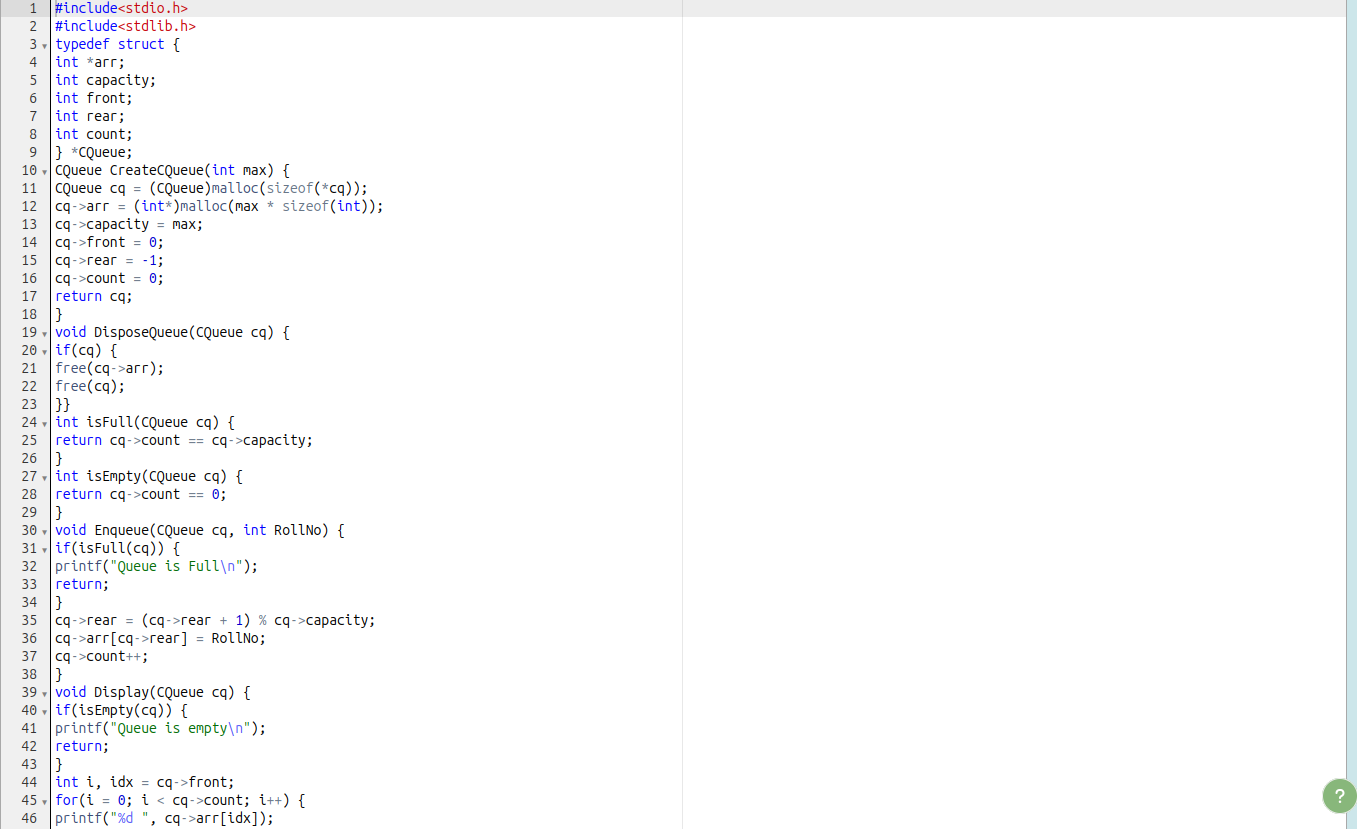 1 #include<stdio.h>
2 #include<stdlib.h>
3 typedef struct {
4 int *arr;
5 int capacity;
6 int front;
7 int rear;
8 int count;
9 } *CQueue;
10 CQueue CreateCQueue(int max) {
11 CQueue cq = (CQueue)malloc(sizeof(*cq));
12 cq->arr = (int*)malloc(max * sizeof(int));
13 cq->capacity = max;
14 cq->front = 0;
15 cq->rear = -1;
16 cq->count = 0;
17 return cq;
18 }
19 void DisposeQueue(CQueue cq) {
20 if(cq) {
21 free(cq->arr);
22 free(cq);
23 }}
24 int isFull(CQueue cq) {
25 return cq->count == cq->capacity;
26 }
27 int isEmpty(CQueue cq) {
28 return cq->count == 0;
29 }
30 void Enqueue(CQueue cq, int RollNo) {
31 if(isFull(cq)) {
32 printf("Queue is Full\n");
33 return;
34 }
35 cq->rear = (cq->rear + 1) % cq->capacity;
36 cq->arr[cq->rear] = RollNo;
37 cq->count++;
38 }
39 void Display(CQueue cq) {
40 if(isEmpty(cq)) {
41 printf("Queue is empty\n");
42 return;
43 }
44 int i, idx = cq->front;
45 for(i = 0; i < cq->count; i++) {
46 printf("%d ", cq->arr[idx]);
?